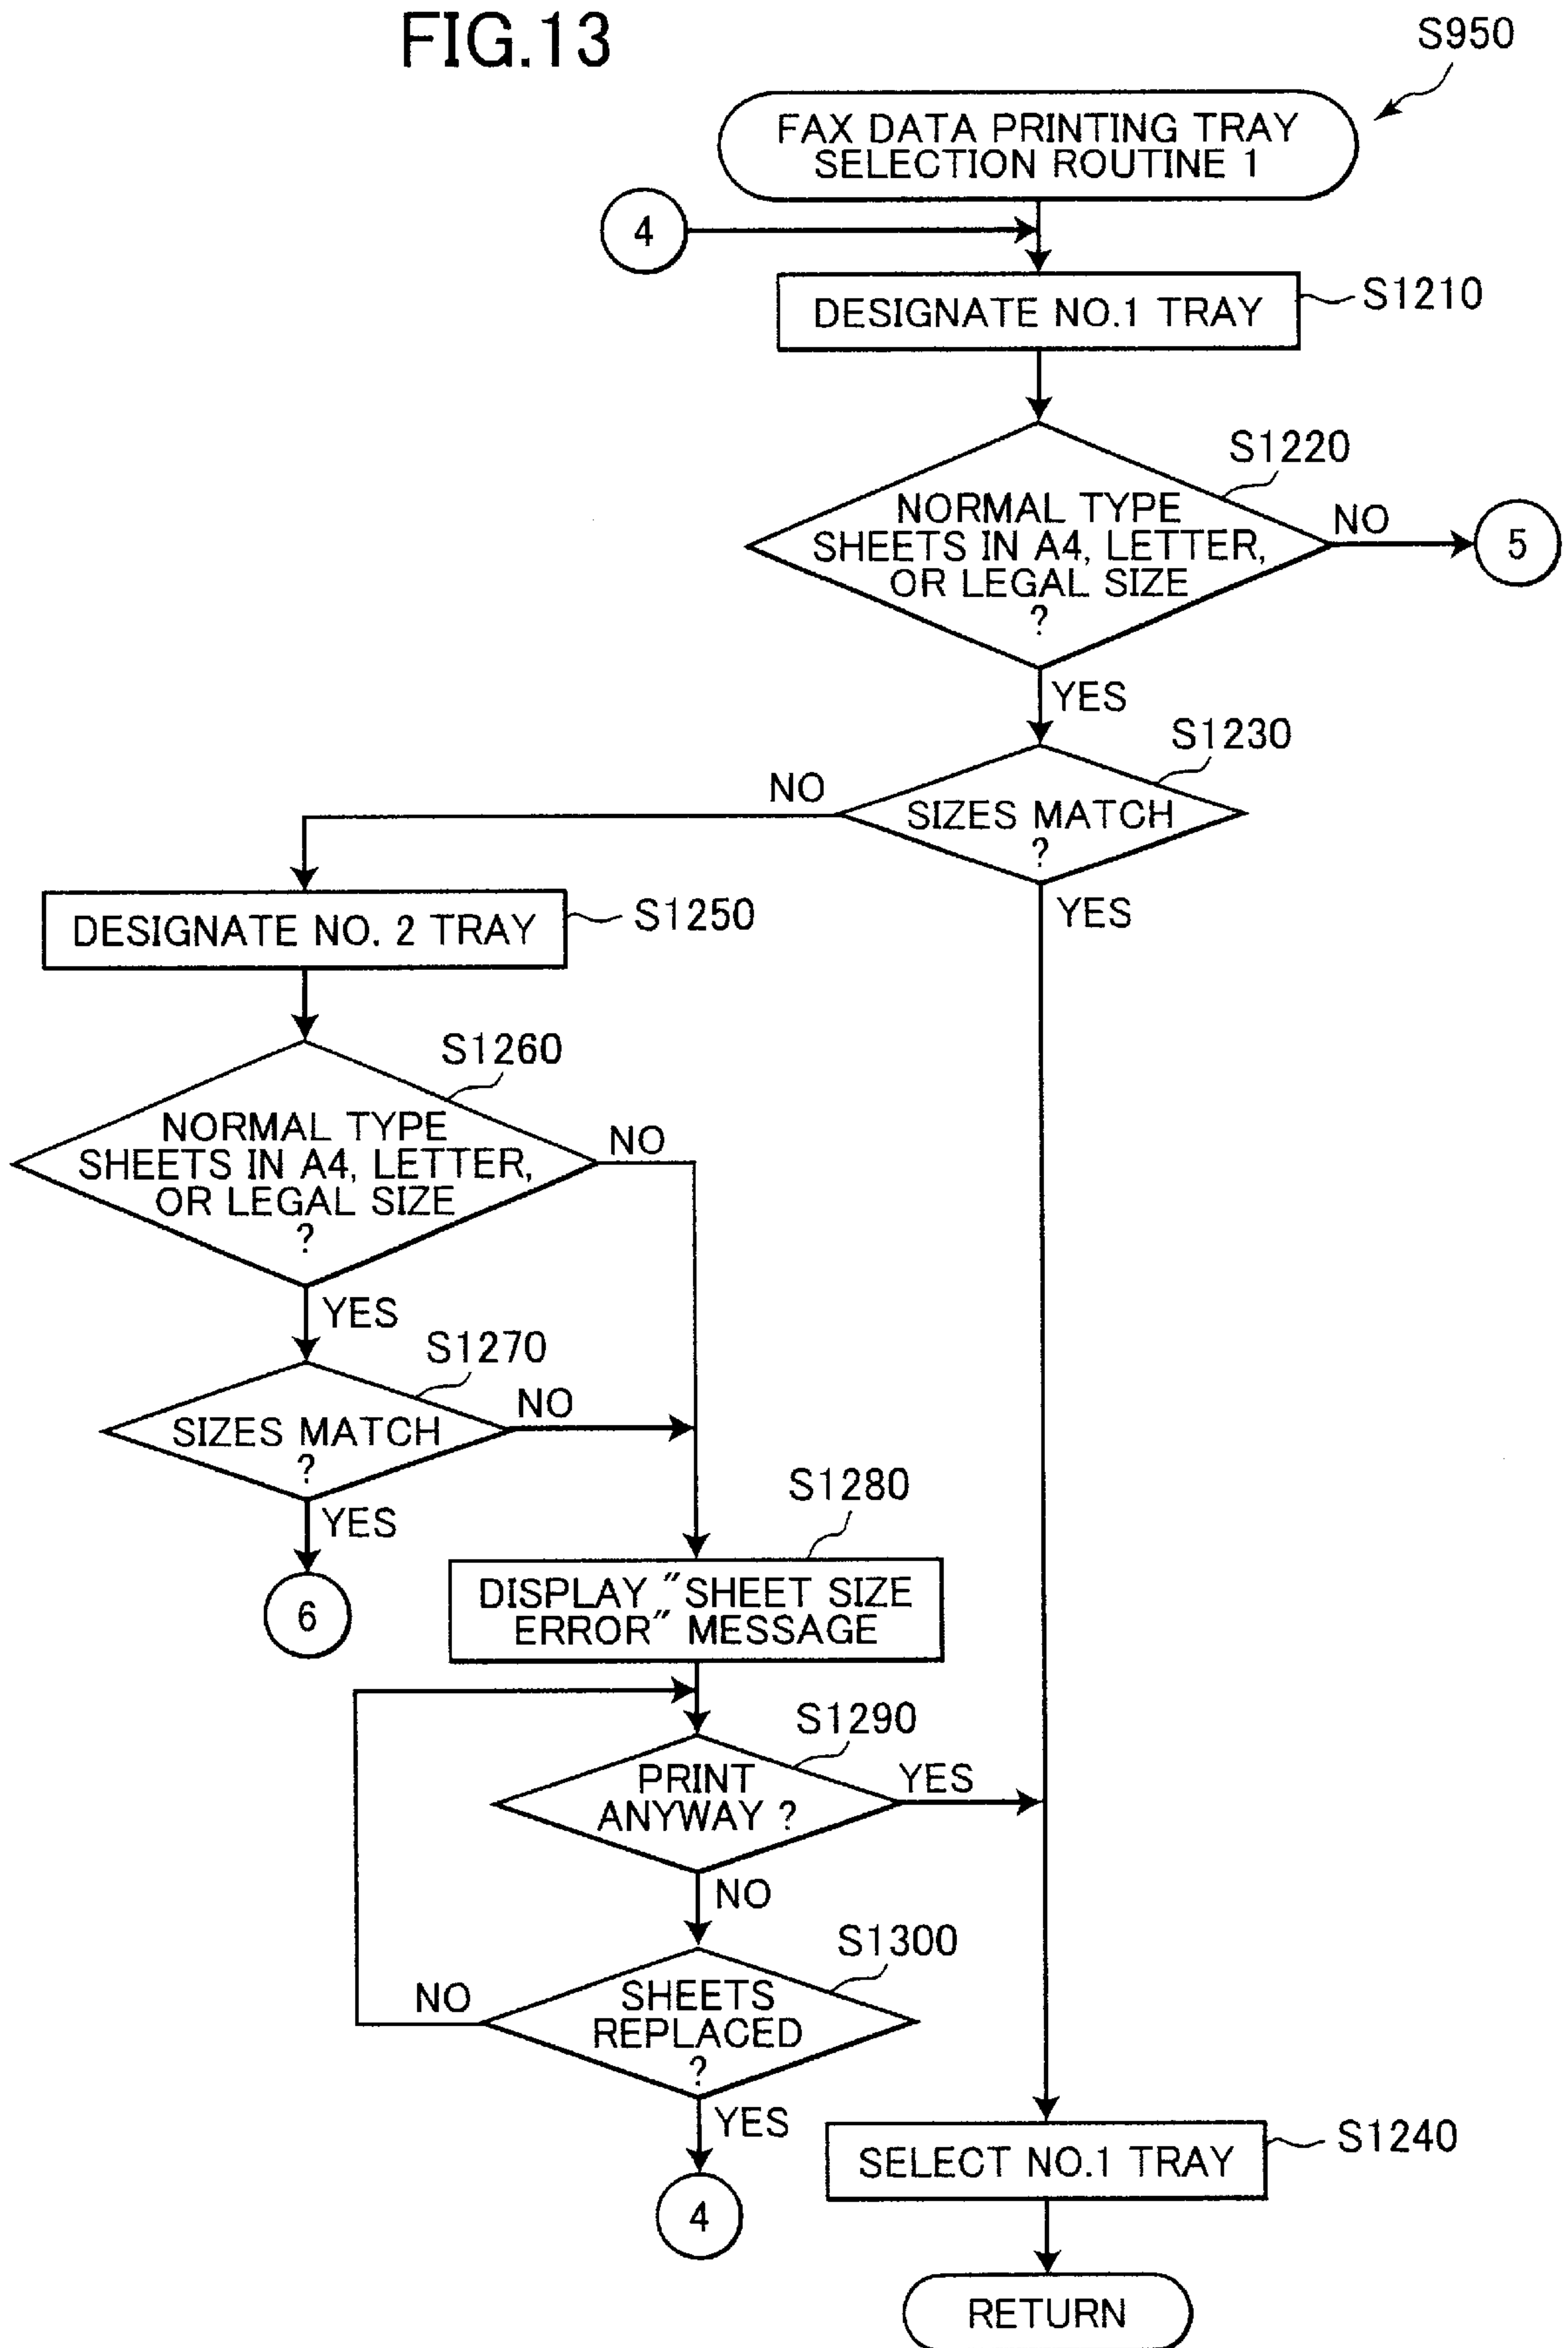 FIG.13
S950
FAX DATA PRINTING TRAY
SELECTION ROUTINE 1
4
DESIGNATE NO.1 TRAY
S1210
S1220
NORMAL TYPE
SHEETS IN A4, LETTER,
OR LEGAL SIZE
?
NO
5
YES
S1230
NO
SIZES MATCH
?
YES
DESIGNATE NO. 2 TRAY
S1250
S1260
NORMAL TYPE
SHEETS IN A4, LETTER,
OR LEGAL SIZE
?
NO
YES
S1270
SIZES MATCH
?
NO
YES
6
S1280
DISPLAY "SHEET SIZE
ERROR" MESSAGE
S1290
PRINT
ANYWAY ?
YES
NO
S1300
SHEETS
REPLACED
?
NO
YES
4
SELECT NO.1 TRAY
S1240
RETURN